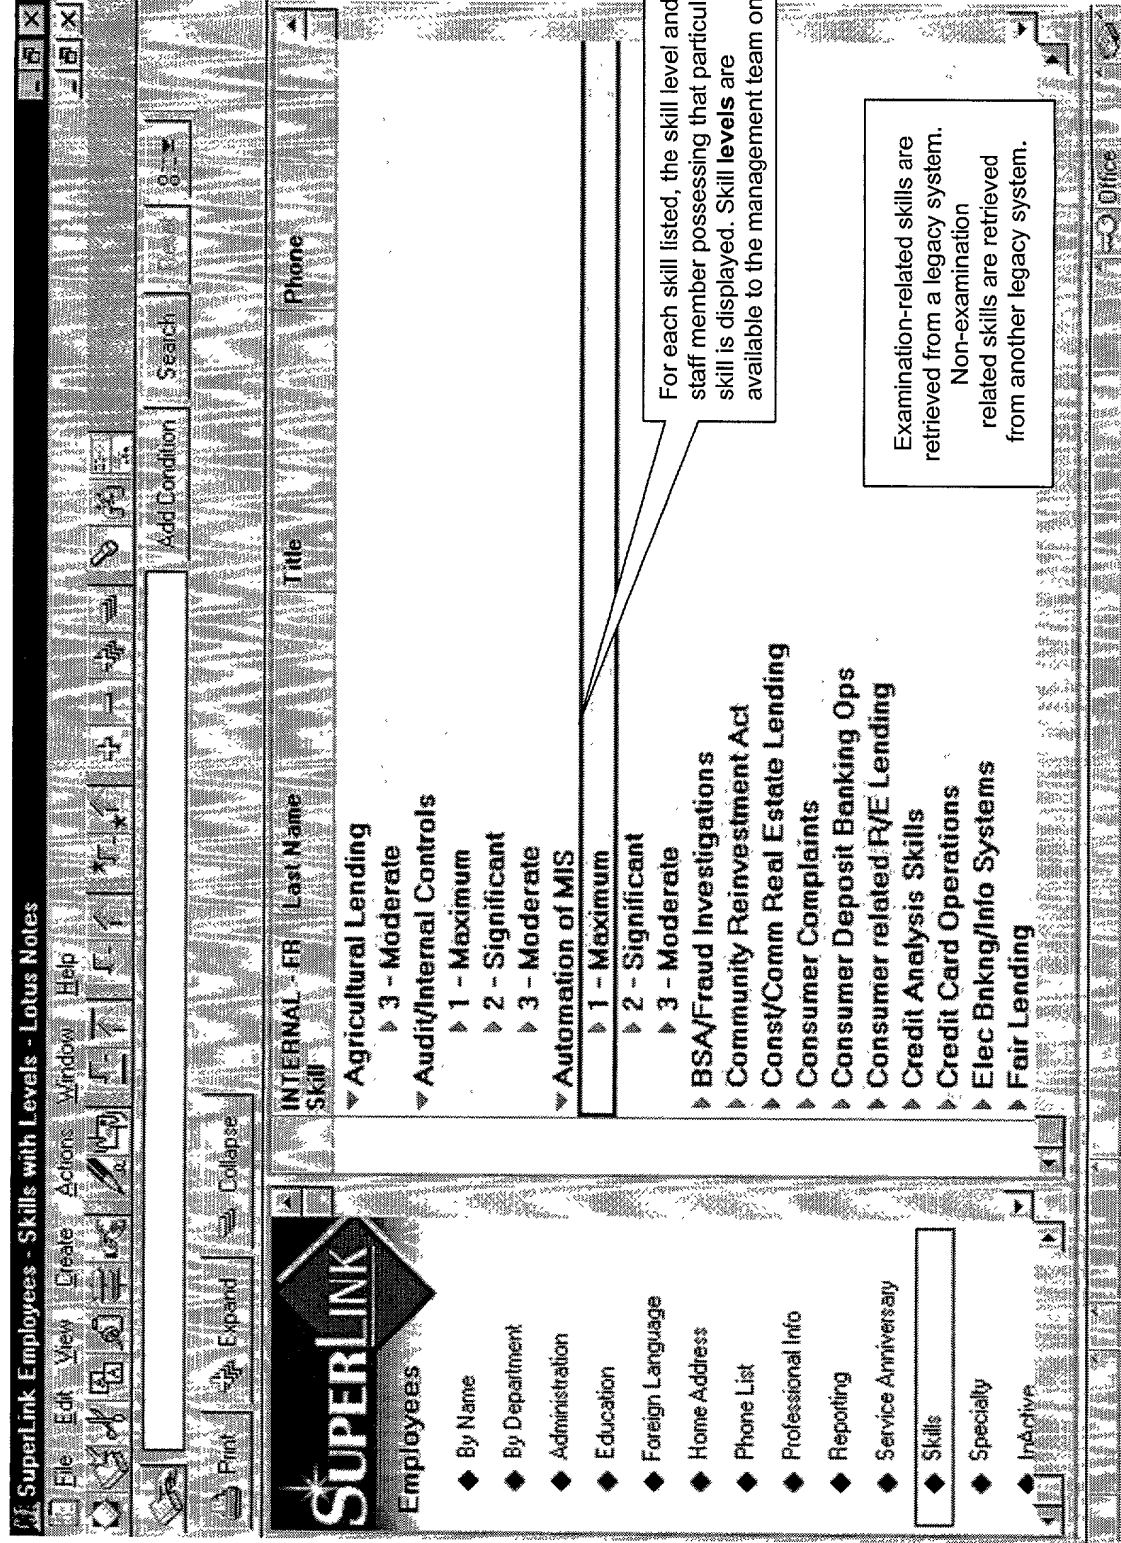 SuperLink Employees - Skills with Levels - Lotus Notes
File Edit View Create Actions Window Help
Add Condition Search
Print Expand Collapse
SUPERLINK
Employees
By Name
By Department
Administration
Education
Foreign Language
Home Address
Phone List
Professional Info
Reporting
Service Anniversary
Skills
Specialty
InActive
INTERNAL - FR Last Name Title Phone
Skill
Agricultural Lending
3 - Moderate
Audit/Internal Controls
1 - Maximum
2 - Significant
3 - Moderate
Automation of MIS
1 - Maximum
2 - Significant
3 - Moderate
BSA/Fraud Investigations
Community Reinvestment Act
Const/Comm Real Estate Lending
Consumer Complaints
Consumer Deposit Banking Ops
Consumer related R/E Lending
Credit Analysis Skills
Credit Card Operations
Elec Bnkng/Info Systems
Fair Lending
For each skill listed, the skill level and
staff member possessing that particul
skill is displayed. Skill levels are
available to the management team on
Examination-related skills are
retrieved from a legacy system.
Non-examination
related skills are retrieved
from another legacy system.
Office